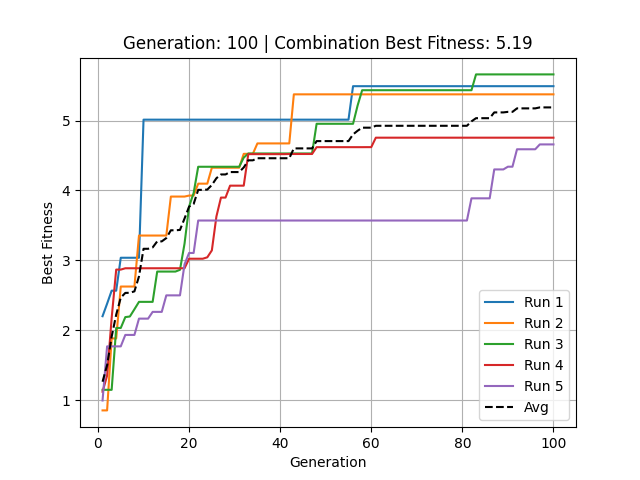 Generation: 100 | Combination Best Fitness: 5.19
Best Fitness
5
4
3
2
1
0
20
40
60
80
100
Generation
Run 1
Run 2
Run 3
Run 4
Run 5
Avg